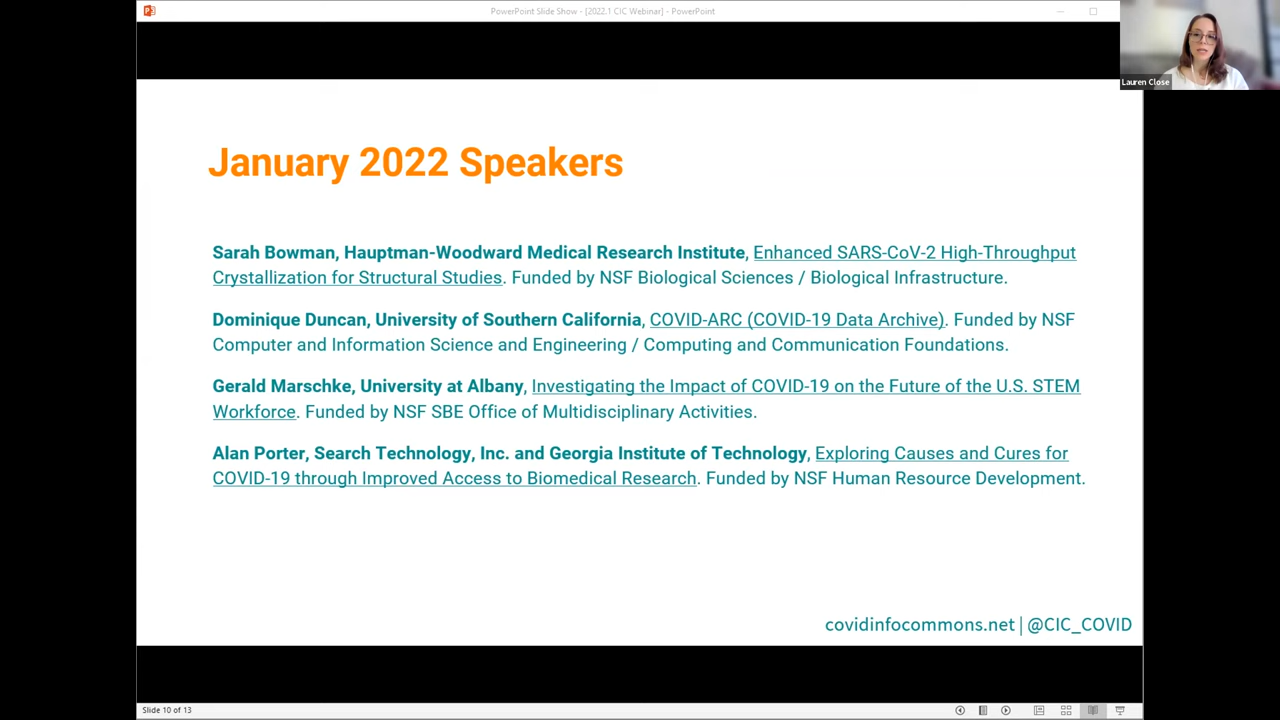 PowerPoint Slide Show - [2022.1 CIC Webinar] - PowerPoint
Lauren Close
January 2022 Speakers
Sarah Bowman, Hauptman-Woodward Medical Research Institute, Enhanced SARS-CoV-2 High-Throughput
Crystallization for Structural Studies. Funded by NSF Biological Sciences / Biological Infrastructure.
Dominique Duncan, University of Southern California, COVID-ARC (COVID-19 Data Archive). Funded by NSF
Computer and Information Science and Engineering / Computing and Communication Foundations.
Gerald Marschke, University at Albany, Investigating the Impact of COVID-19 on the Future of the U.S. STEM
Workforce. Funded by NSF SBE Office of Multidisciplinary Activities.
Alan Porter, Search Technology, Inc. and Georgia Institute of Technology, Exploring Causes and Cures for
COVID-19 through Improved Access to Biomedical Research. Funded by NSF Human Resource Development.
covidinfocommons.net | @CIC_COVID
Slide 10 of 13